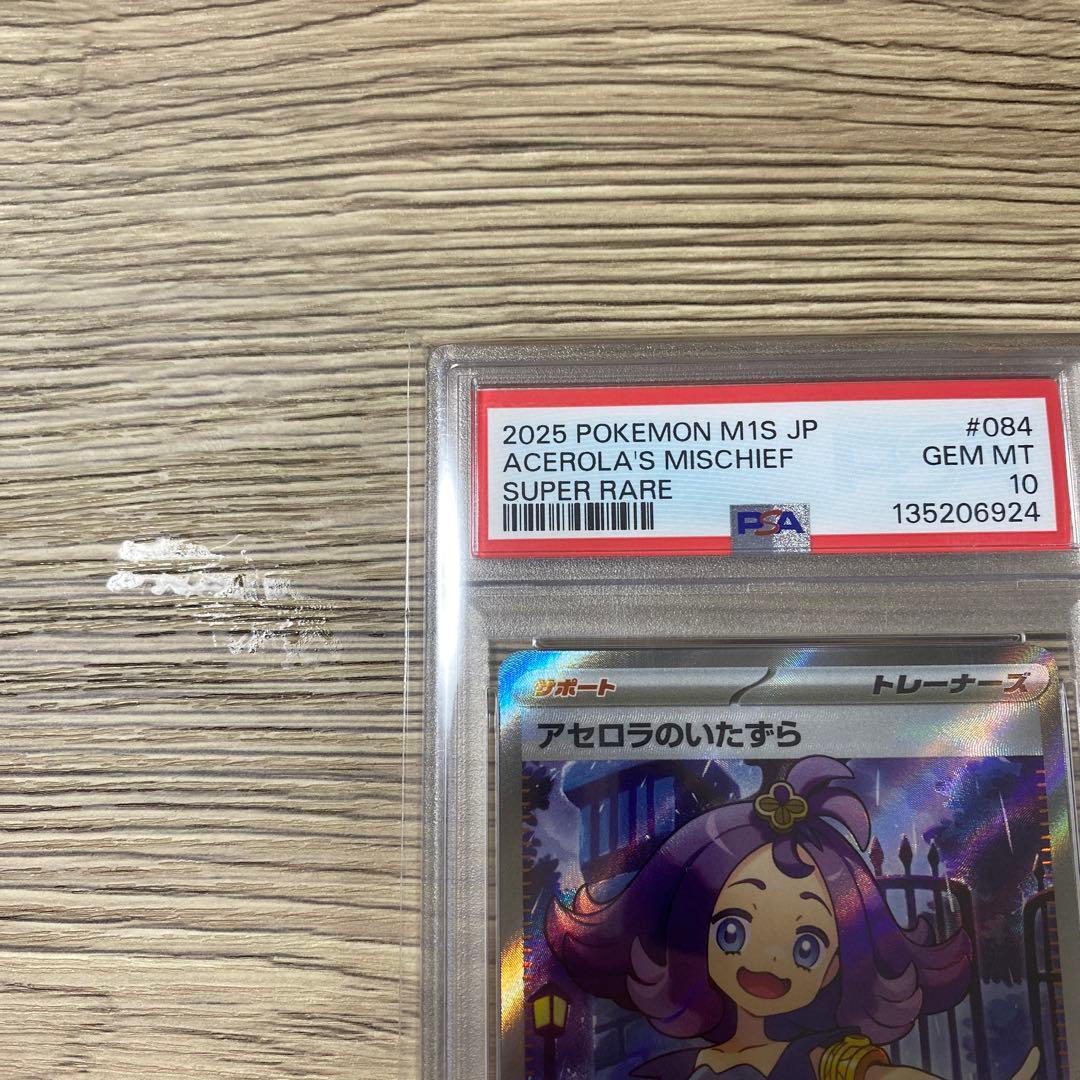 2025 POKEMON M1S JP #084
ACEROLA'S MISCHIEF GEM MT
SUPER RARE 10
PSA 135206924
サポート トレーナーズ
アセロラのいたずら